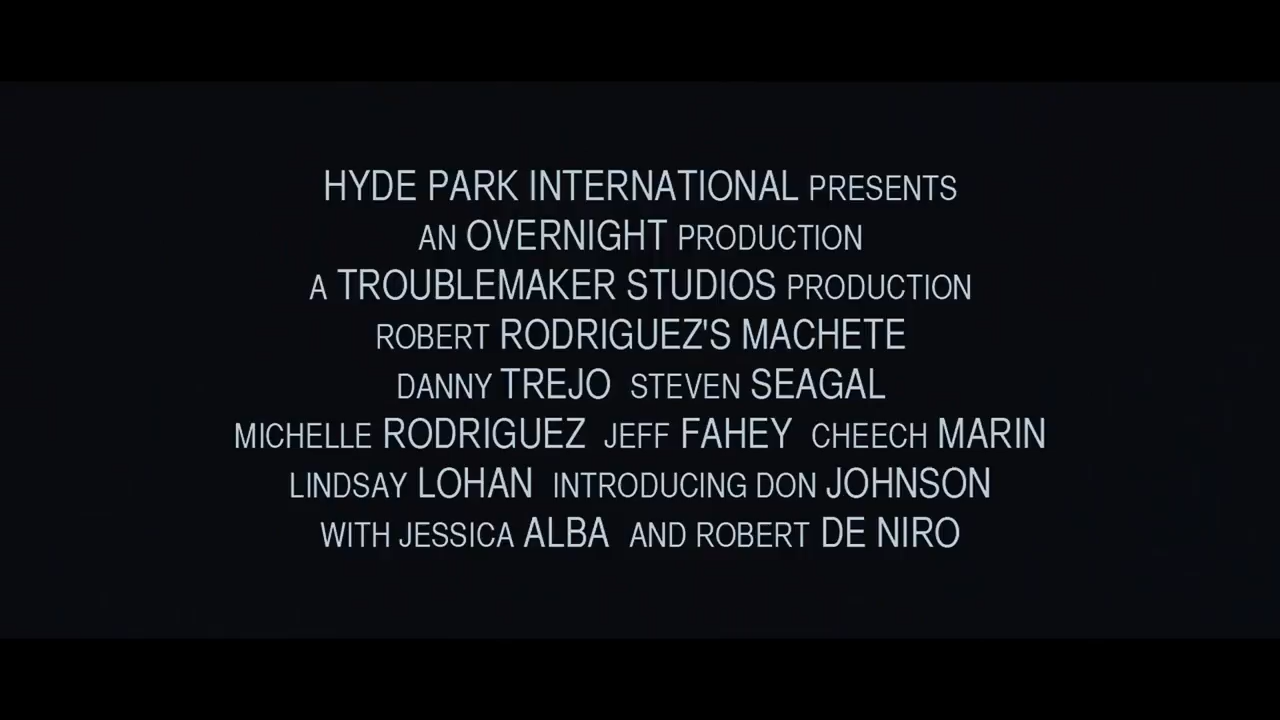 HYDE PARK INTERNATIONAL PRESENTS
AN OVERNIGHT PRODUCTION
A TROUBLEMAKER STUDIOS PRODUCTION
ROBERT RODRIGUEZ'S MACHETE
DANNY TREJO STEVEN SEAGAL
MICHELLE RODRIGUEZ JEFF FAHEY CHEECH MARIN
LINDSAY LOHAN INTRODUCING DON JOHNSON
WITH JESSICA ALBA AND ROBERT DE NIRO